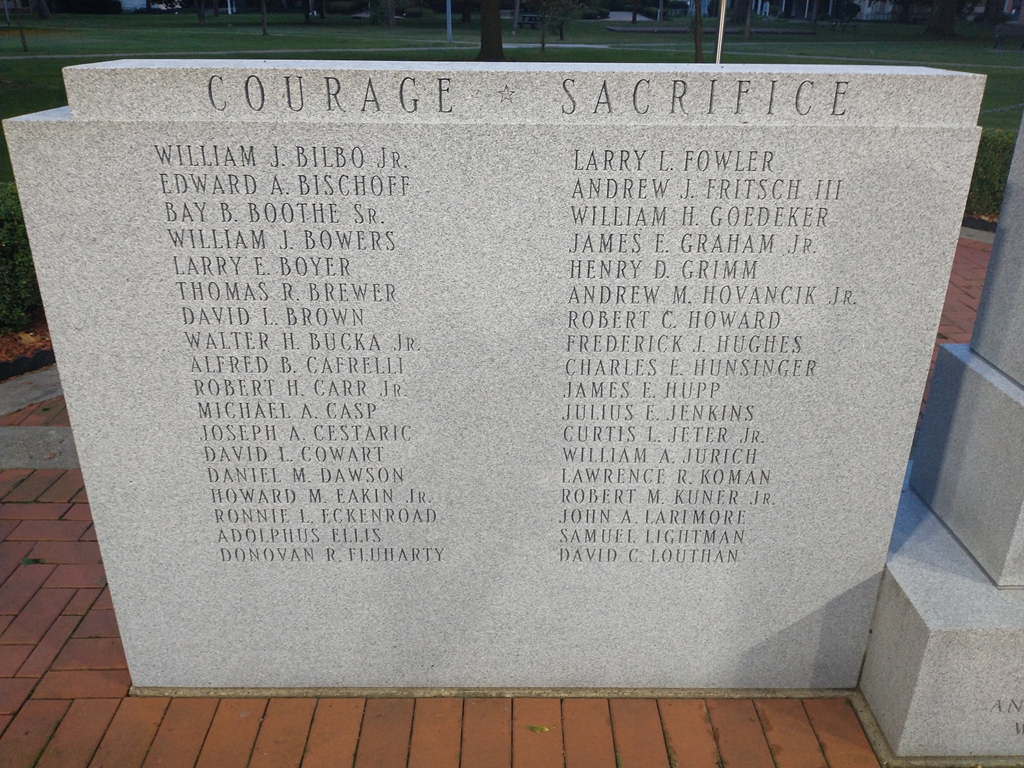 COURAGE ☆ SACRIFICE
WILLIAM J. BILBO JR.
EDWARD A. BISCHOFF
BAY B. BOOTHE SR.
WILLIAM J. BOWERS
LARRY E. BOYER
THOMAS R. BREWER
DAVID L. BROWN
WALTER H. BUCKA JR.
ALFRED B. CAFRELLI
ROBERT H. CARR JR.
MICHAEL A. CASP
JOSEPH A. CESTARIC
DAVID L. COWART
DANIEL M. DAWSON
HOWARD M. EAKIN JR.
RONNIE L. ECKENROAD
ADOLPHUS ELLIS
DONOVAN R. FLUHARTY
LARRY L. FOWLER
ANDREW J. FRITSCH III
WILLIAM H. GOEDEKER
JAMES E. GRAHAM JR.
HENRY D. GRIMM
ANDREW M. HOVANCIK JR.
ROBERT C. HOWARD
FREDERICK J. HUGHES
CHARLES E. HUNSINGER
JAMES E. HUPP
JULIUS E. JENKINS
CURTIS L. JETER JR.
WILLIAM A. JURICH
LAWRENCE R. KOMAN
ROBERT M. KUNER JR.
JOHN A. LARIMORE
SAMUEL LIGHTMAN
DAVID C. LOUTHAN